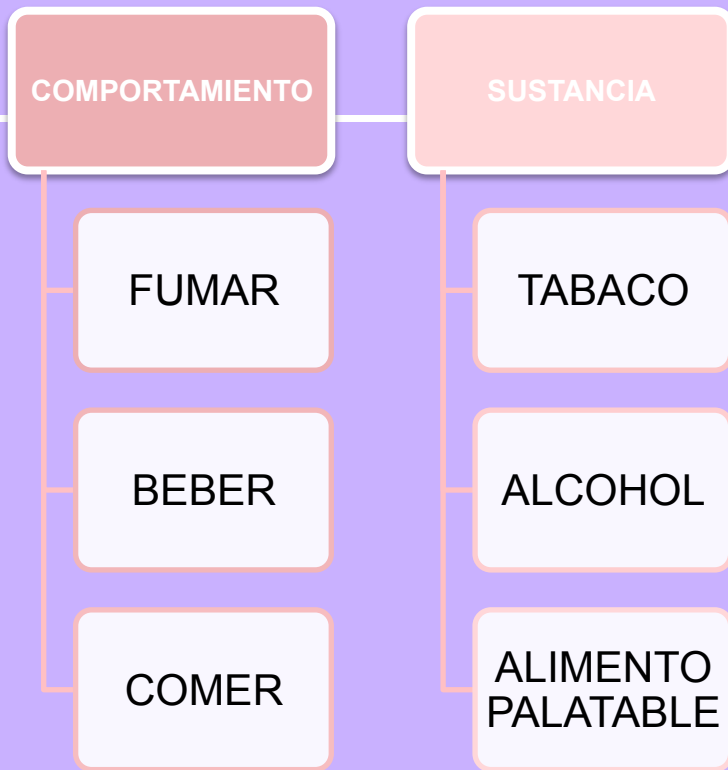 COMPORTAMIENTO
FUMAR
BEBER
COMER
SUSTANCIA
TABACO
ALCOHOL
ALIMENTO
PALATABLE